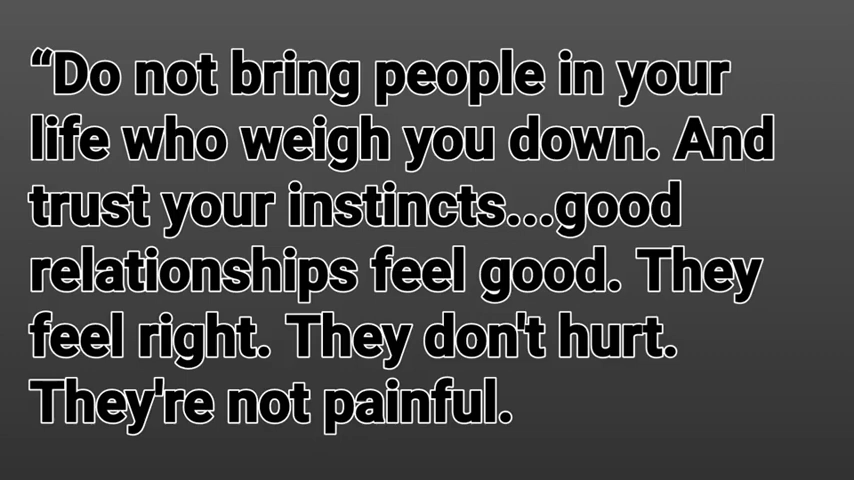 “Do not bring people in your
life who weigh you down. And
trust your instincts...good
relationships feel good. They
feel right. They don't hurt.
They're not painful.